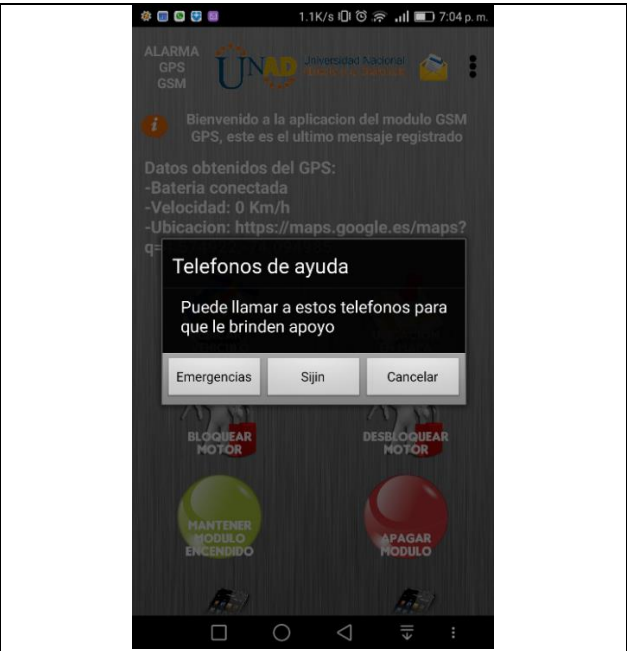 1.1K/s 7:04 p. m.
ALARMA
GPS
GSM
UNAD Universidad Nacional
Bienvenido a la aplicacion del modulo GSM
GPS, este es el ultimo mensaje registrado
Datos obtenidos del GPS:
-Bateria conectada
-Velocidad: 0 Km/h
-Ubicacion: https://maps.google.es/maps?
q=
Telefonos de ayuda
Puede llamar a estos telefonos para
que le brinden apoyo
Emergencias Sijin Cancelar
BLOQUEAR
MOTOR
DESBLOQUEAR
MOTOR
MANTENER
MODULO
ENCENDIDO
APAGAR
MODULO